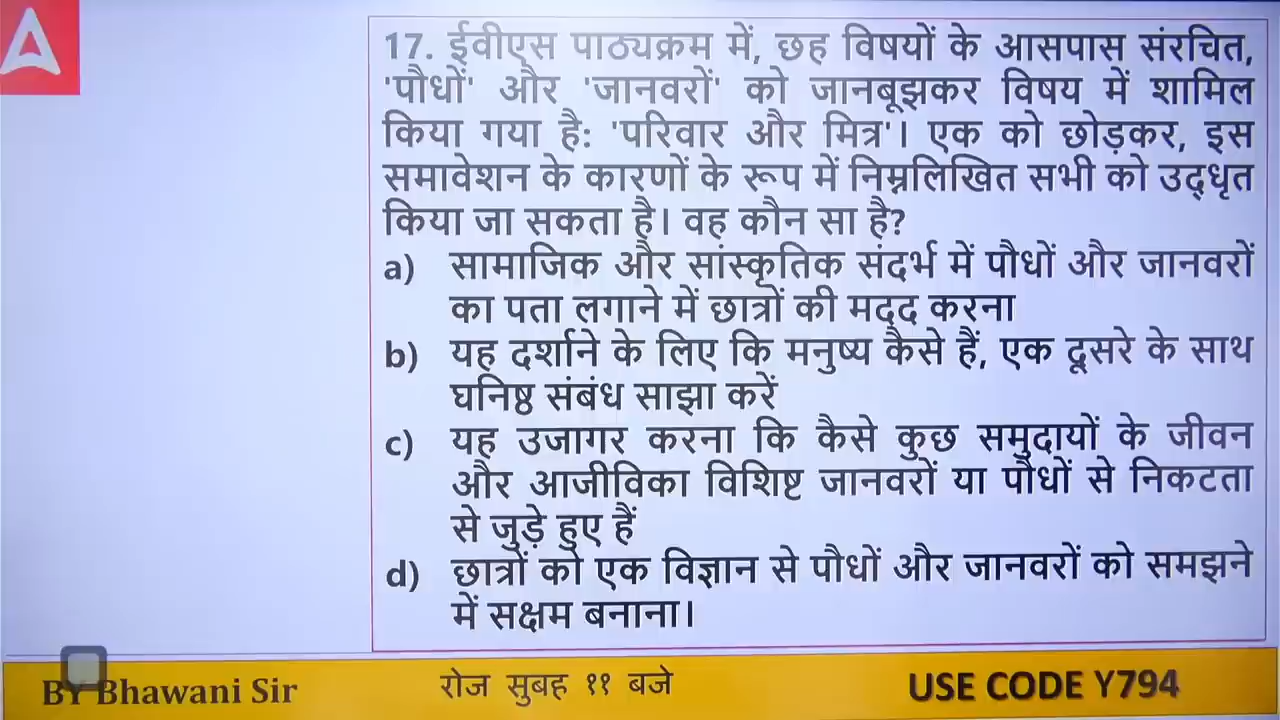 17. ईवीएस पाठ्यक्रम में, छह विषयों के आसपास संरचित,
'पौधों' और 'जानवरों' को जानबूझकर विषय में शामिल
किया गया है: 'परिवार और मित्र'। एक को छोड़कर, इस
समावेशन के कारणों के रूप में निम्नलिखित सभी को उद्धृत
किया जा सकता है। वह कौन सा है?
a) सामाजिक और सांस्कृतिक संदर्भ में पौधों और जानवरों
का पता लगाने में छात्रों की मदद करना
b) यह दर्शाने के लिए कि मनुष्य कैसे हैं, एक दूसरे के साथ
घनिष्ठ संबंध साझा करें
c) यह उजागर करना कि कैसे कुछ समुदायों के जीवन
और आजीविका विशिष्ट जानवरों या पौधों से निकटता
से जुड़े हुए हैं
d) छात्रों को एक विज्ञान से पौधों और जानवरों को समझने
में सक्षम बनाना।
BY Bhawani Sir
रोज सुबह ११ बजे
USE CODE Y794